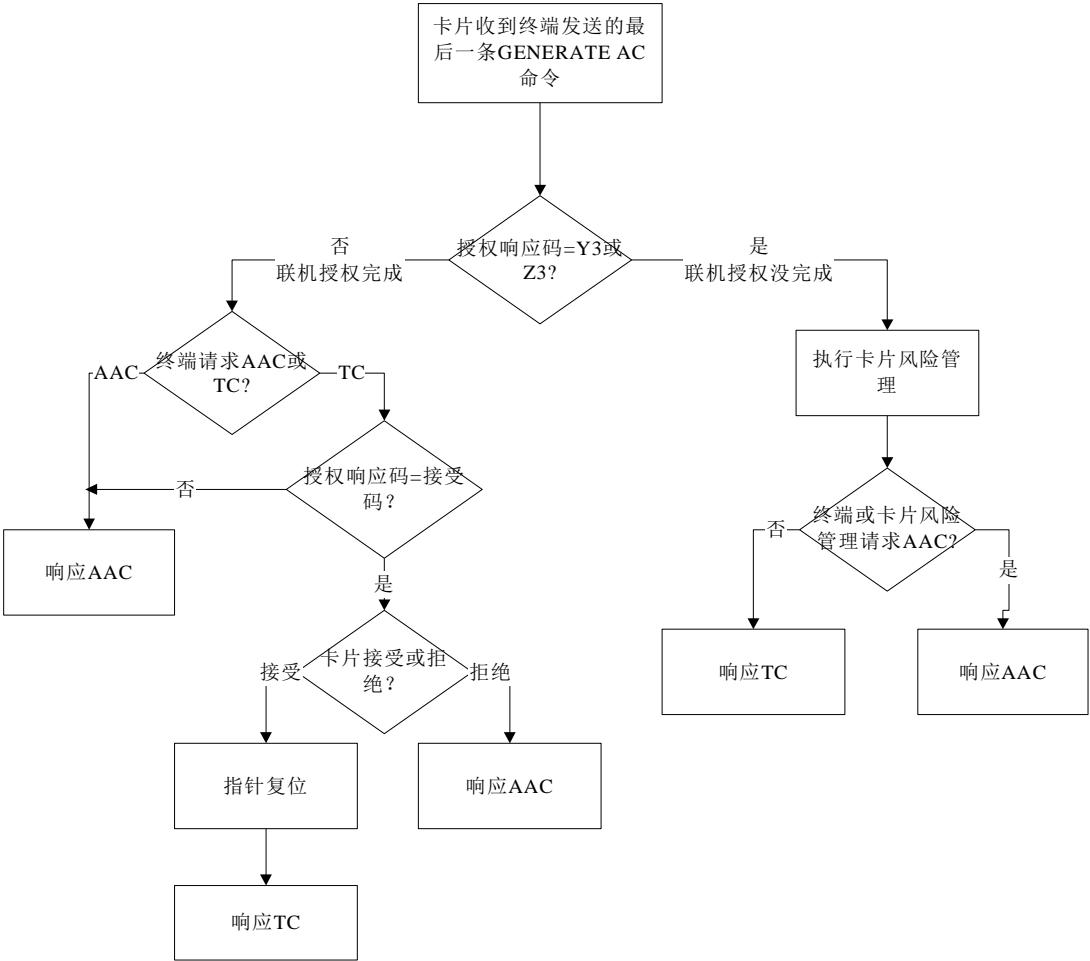 卡片收到终端发送的最
后一条GENERATE AC
命令
授权响应码=Y3或
Z3?
否
联机授权完成
是
联机授权没完成
终端请求AAC或
TC?
AAC
TC
执行卡片风险管
理
授权响应码=接受
码？
否
是
响应AAC
终端或卡片风险
管理请求AAC?
否
是
卡片接受或拒
绝？
接受
拒绝
响应TC
响应AAC
指针复位
响应AAC
响应TC